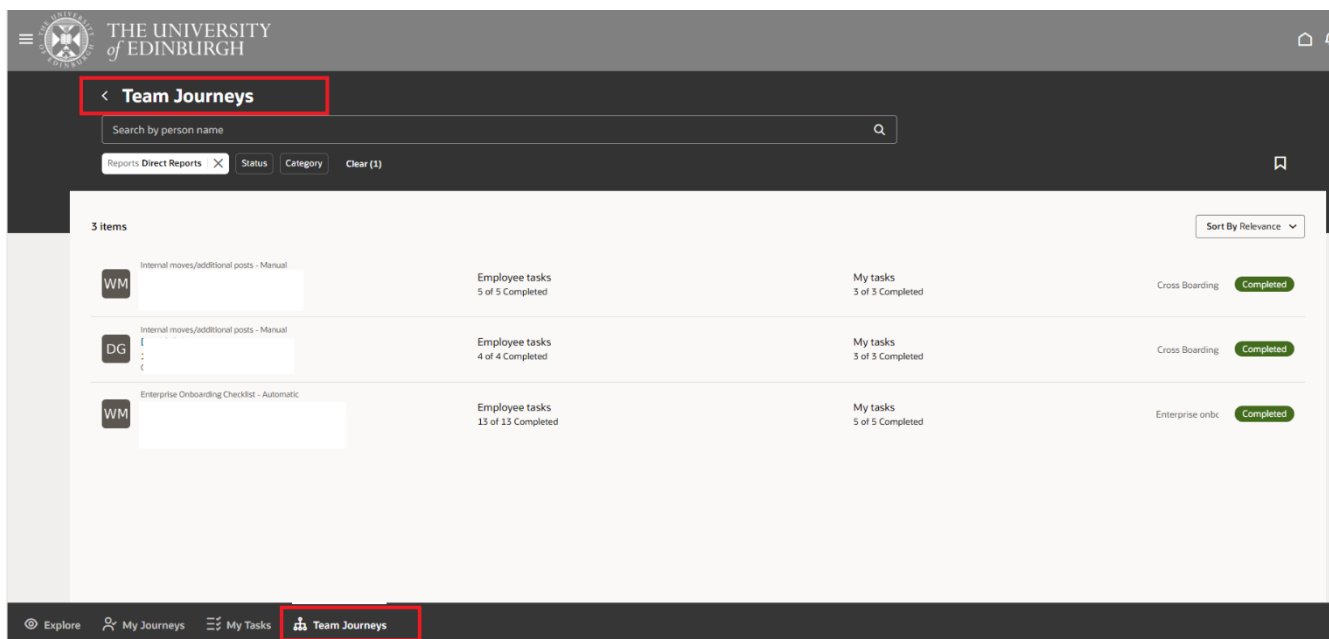 THE UNIVERSITY
of EDINBURGH
Team Journeys
Search by person name
Reports Direct Reports Status Category Clear (1)
3 items
Sort By Relevance
Internal moves/additional posts - Manual
WM
Employee tasks
5 of 5 Completed
My tasks
3 of 3 Completed
Cross Boarding
Completed
Internal moves/additional posts - Manual
DG
Employee tasks
4 of 4 Completed
My tasks
3 of 3 Completed
Cross Boarding
Completed
Enterprise Onboarding Checklist - Automatic
WM
Employee tasks
13 of 13 Completed
My tasks
5 of 5 Completed
Enterprise onbc
Completed
Explore My Journeys My Tasks Team Journeys